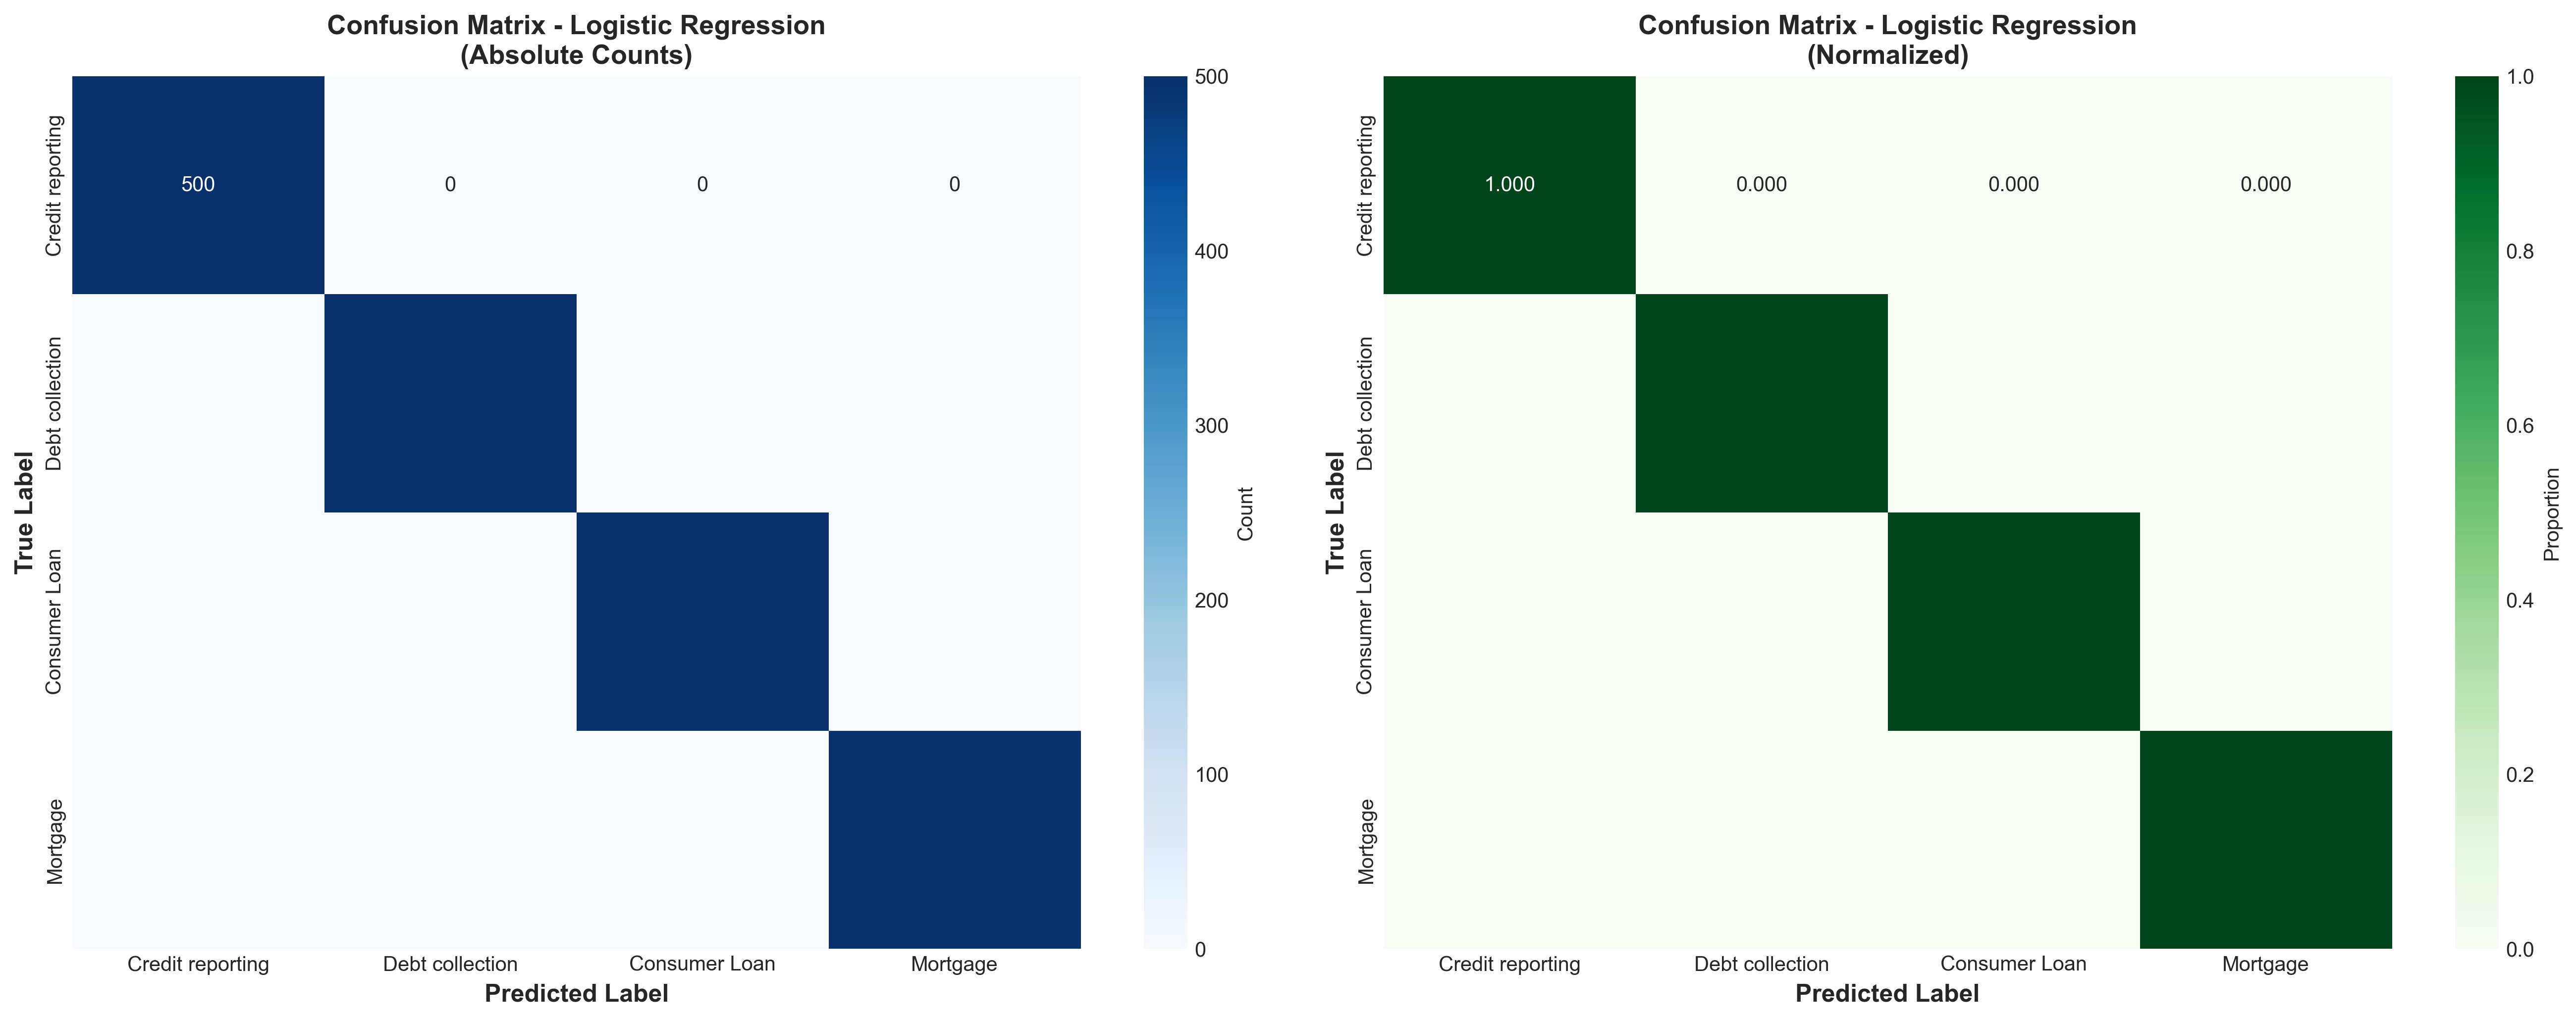 Confusion Matrix - Logistic Regression
(Absolute Counts)
True Label
Credit reporting
Debt collection
Consumer Loan
Mortgage
500 0 0 0
Credit reporting Debt collection Consumer Loan Mortgage
Predicted Label
500
400
300
200
100
0
Count
Confusion Matrix - Logistic Regression
(Normalized)
True Label
Credit reporting
Debt collection
Consumer Loan
Mortgage
1.000 0.000 0.000 0.000
Credit reporting Debt collection Consumer Loan Mortgage
Predicted Label
1.0
0.8
0.6
0.4
0.2
0.0
Proportion